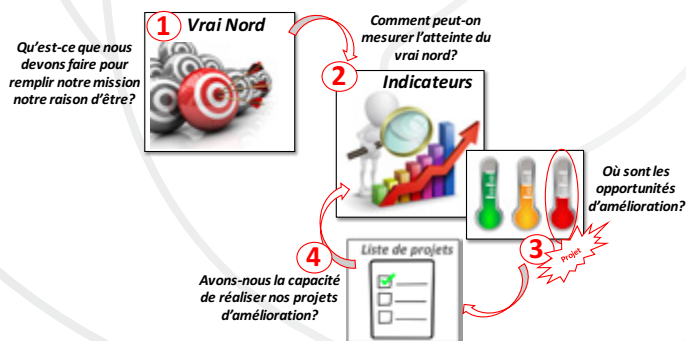 1
Vrai Nord
Qu'est-ce que nous
devons faire pour
remplir notre mission
notre raison d'être?
Comment peut-on
mesurer l'atteinte du
vrai nord?
2
Indicateurs
Où sont les
opportunités
d'amélioration?
3
Projet
4
Liste de projets
Avons-nous la capacité
de réaliser nos projets
d'amélioration?